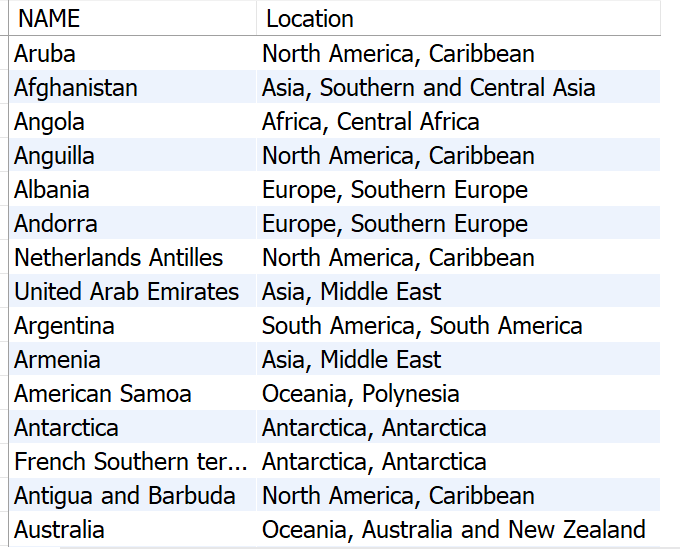 NAME Location
Aruba North America, Caribbean
Afghanistan Asia, Southern and Central Asia
Angola Africa, Central Africa
Anguilla North America, Caribbean
Albania Europe, Southern Europe
Andorra Europe, Southern Europe
Netherlands Antilles North America, Caribbean
United Arab Emirates Asia, Middle East
Argentina South America, South America
Armenia Asia, Middle East
American Samoa Oceania, Polynesia
Antarctica Antarctica, Antarctica
French Southern ter... Antarctica, Antarctica
Antigua and Barbuda North America, Caribbean
Australia Oceania, Australia and New Zealand